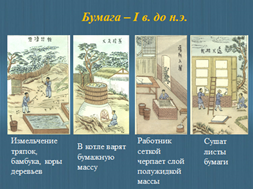 Бумага – I в. до н.э.
Измельчение
тряпок,
бамбука, коры
деревьев
В котле варят
бумажную
массу
Работник
сеткой
черпает слой
полужидкой
массы
Сушат
листы
бумаги